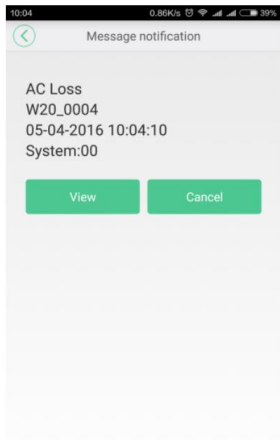 10:04 0.86K/s 39%
Message notification
AC Loss
W20_0004
05-04-2016 10:04:10
System:00
View Cancel